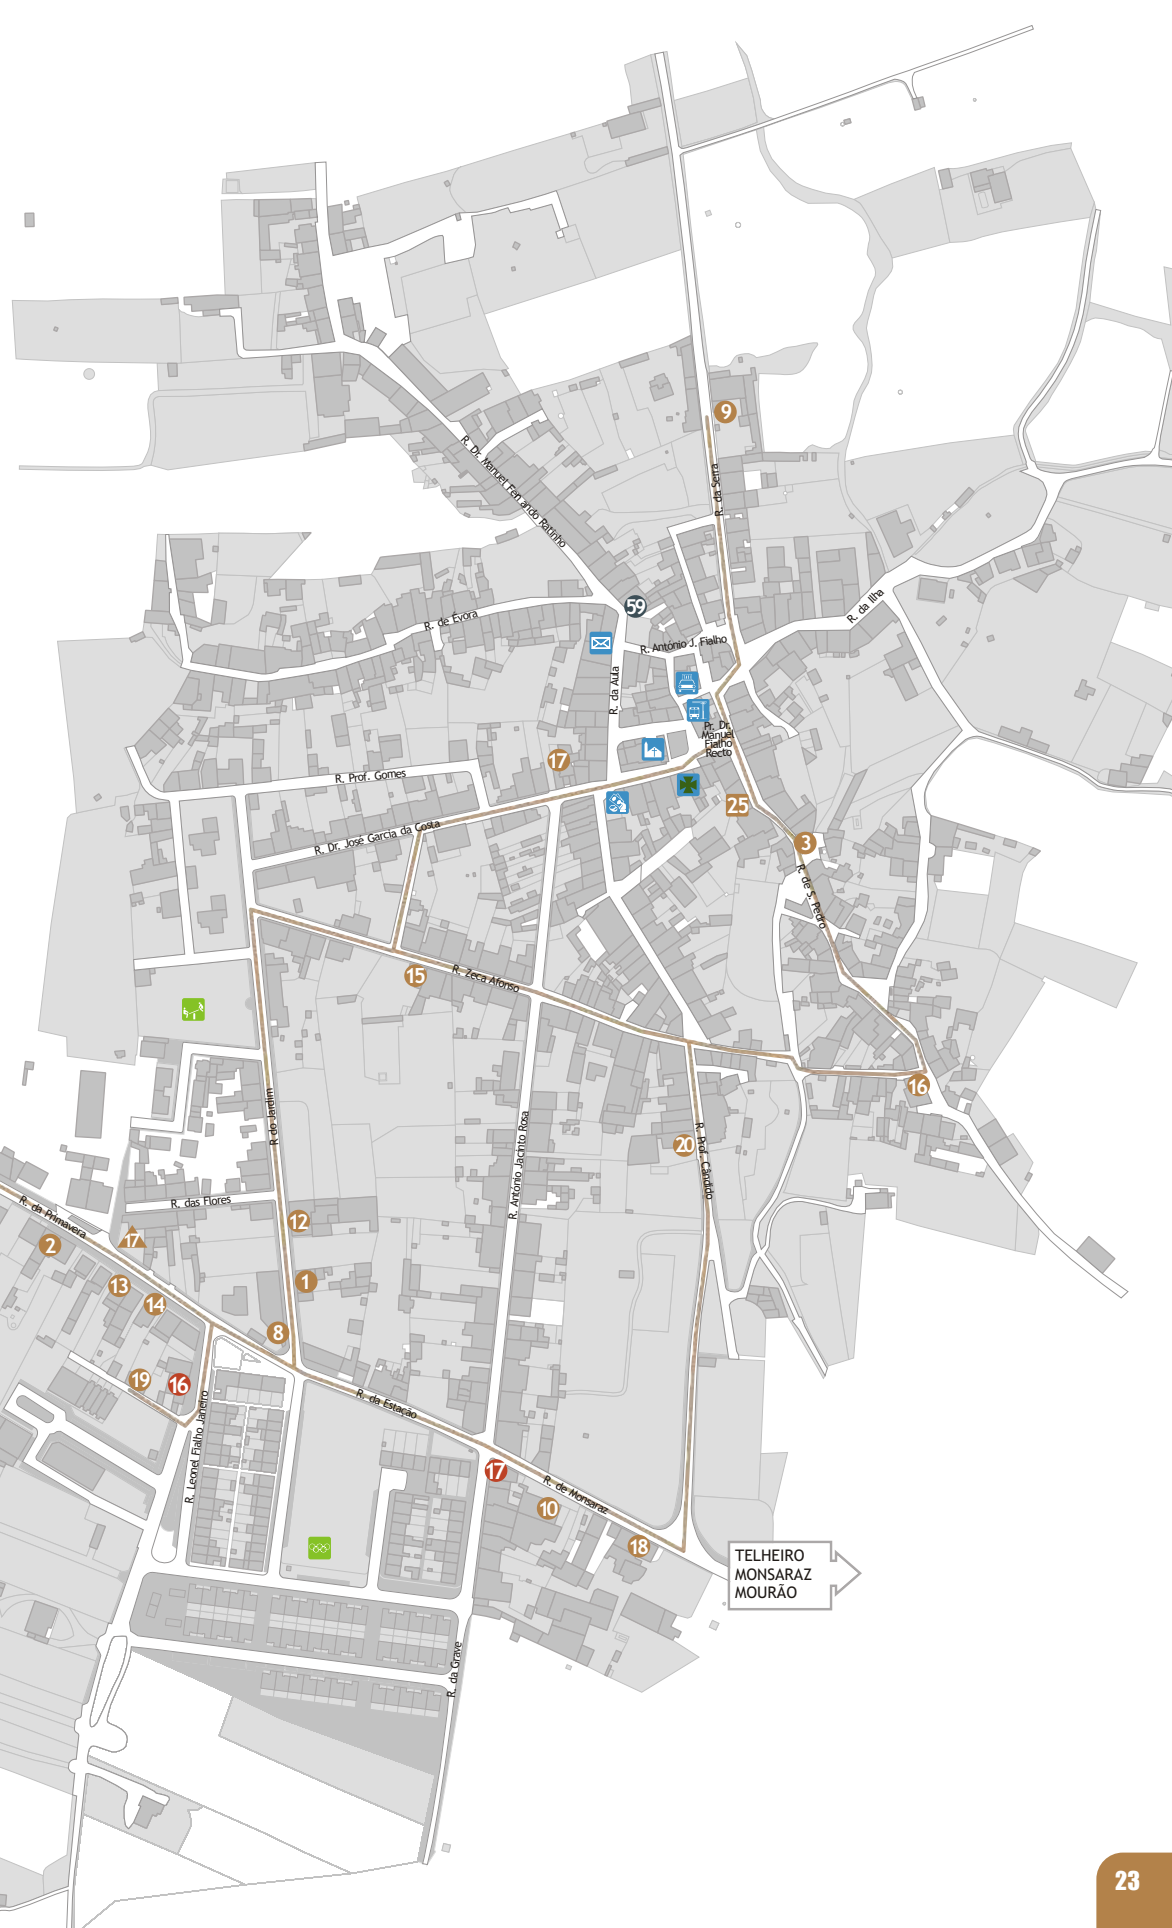 9
R. da Serra
R. Dr. Manuel Fernando Ratinho
R. da Ilha
59
R. de Évora
R. António J. Fialho
R. da Aula
Pr. Dr.
Manuel
Fialho
Recto
17
R. Prof. Gomes
25
R. Dr. José Garcia da Costa
3
R. de S. Pedro
15
R. Zeca Afonso
16
R. do Jardim
R. António Jacinto Rosa
20
R. Prof. Cândido
R. das Flores
R. da Primavera
17
12
2
13
1
14
8
19
16
R. Leonel Fialho Janeiro
R. da Estação
17
R. de Monsaraz
10
18
TELHEIRO
MONSARAZ
MOURÃO
R. da Grave
23